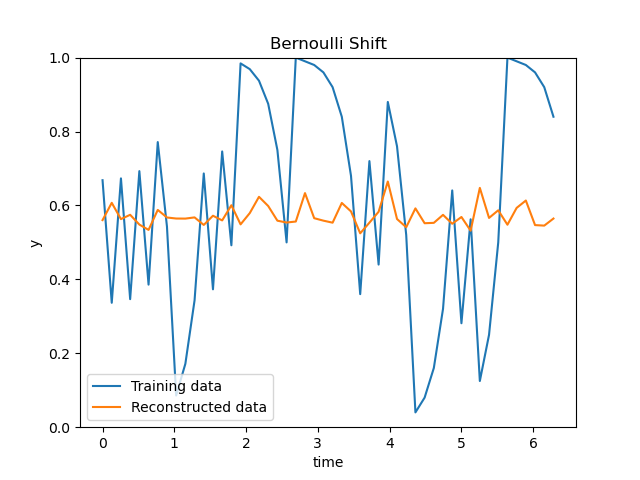 Bernoulli Shift
1.0
0.8
0.6
0.4
0.2
0.0
y
Training data
Reconstructed data
0 1 2 3 4 5 6
time